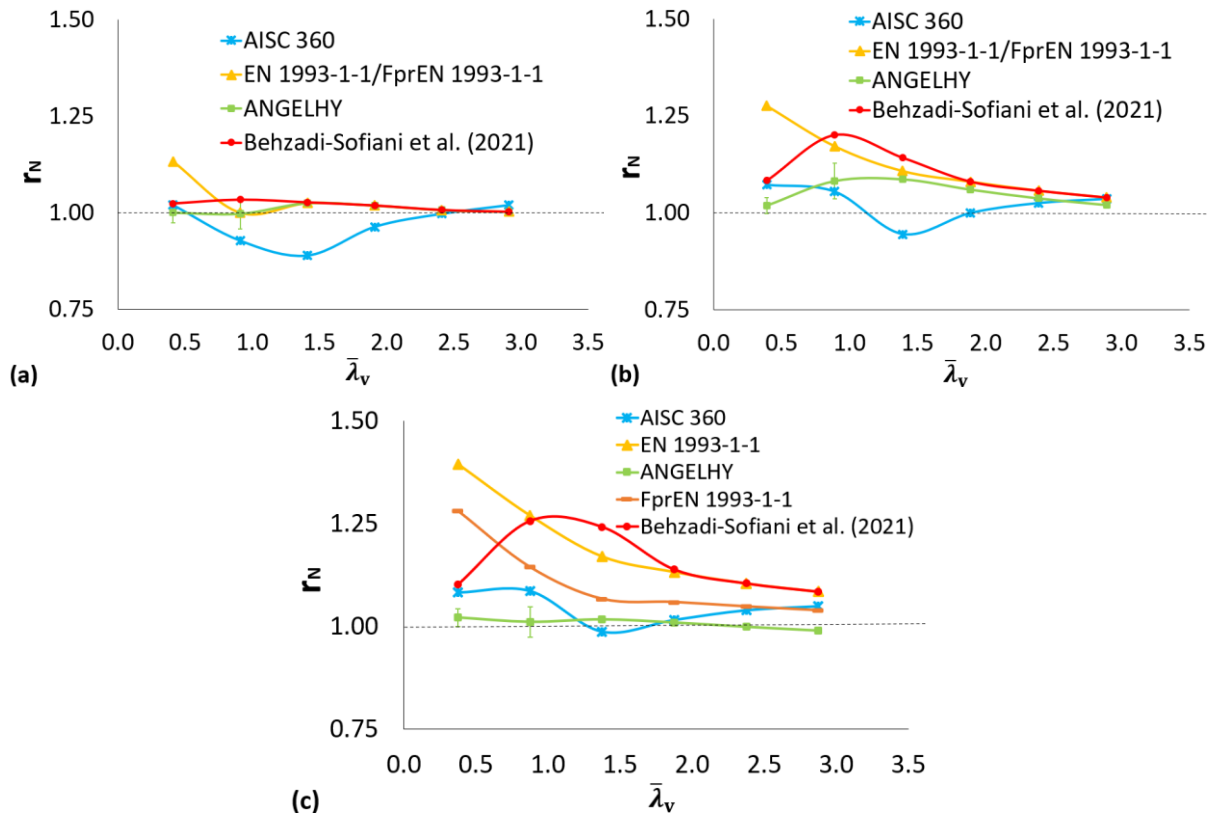 1.50
AISC 360
EN 1993-1-1/FprEN 1993-1-1
1.25
ANGELHY
Behzadi-Sofiani et al. (2021)
rN
1.00
0.75
0.0 0.5 1.0 1.5 2.0 2.5 3.0 3.5
(a)
λ̅v
1.50
AISC 360
EN 1993-1-1/FprEN 1993-1-1
1.25
ANGELHY
Behzadi-Sofiani et al. (2021)
rN
1.00
0.75
0.0 0.5 1.0 1.5 2.0 2.5 3.0 3.5
(b)
λ̅v
1.50
AISC 360
EN 1993-1-1
ANGELHY
FprEN 1993-1-1
1.25
Behzadi-Sofiani et al. (2021)
rN
1.00
0.75
0.0 0.5 1.0 1.5 2.0 2.5 3.0 3.5
(c)
λ̅v